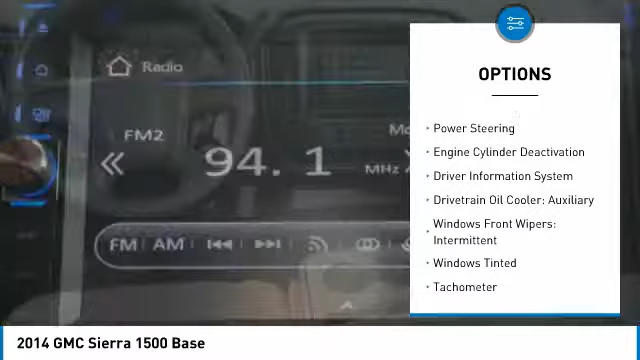 Radio
FM2
Mo
94. 1
MHz
FM AM
OPTIONS
Power Steering
Engine Cylinder Deactivation
Driver Information System
Drivetrain Oil Cooler: Auxiliary
Windows Front Wipers:
Intermittent
Windows Tinted
Tachometer
2014 GMC Sierra 1500 Base